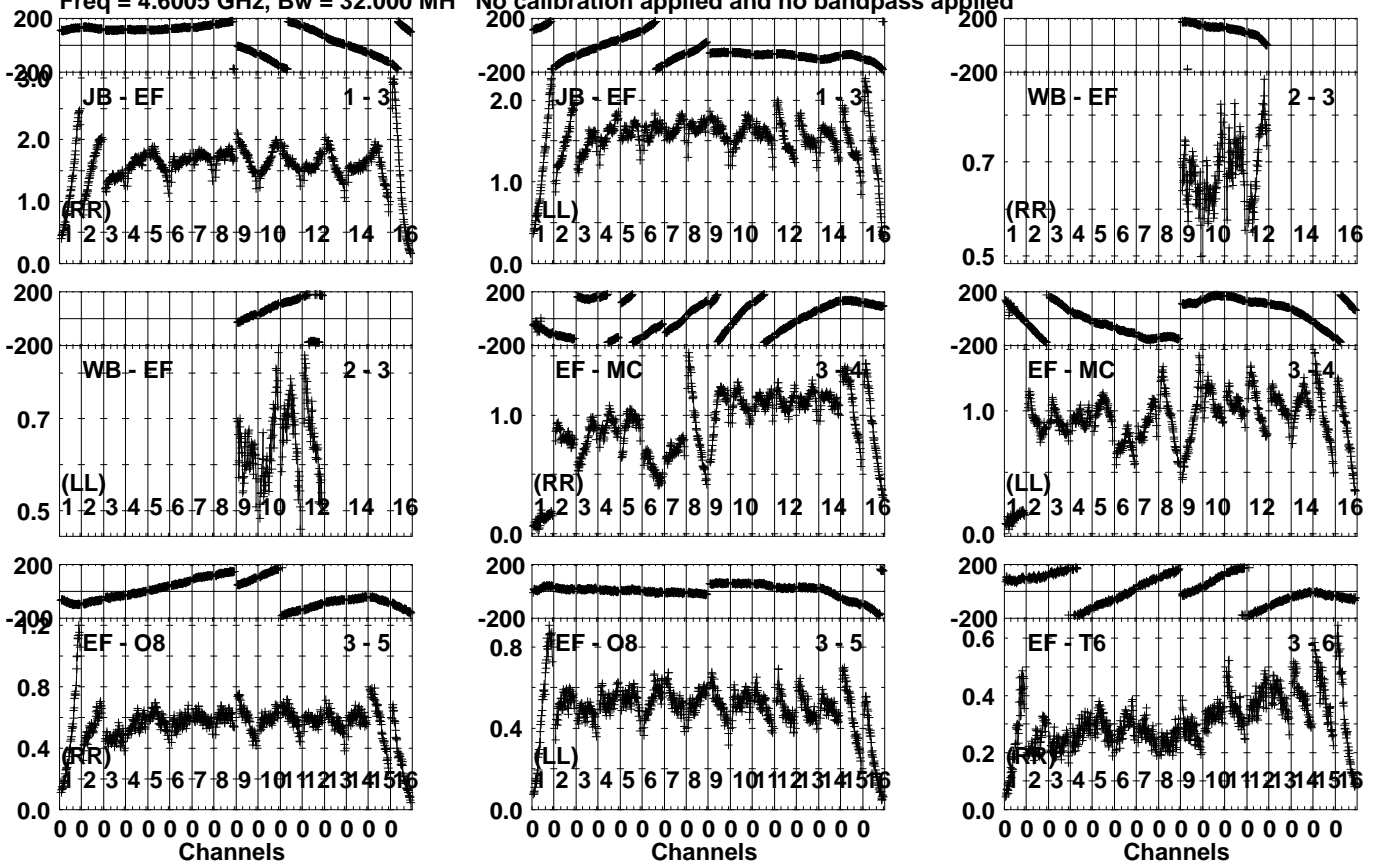 Freq = 4.6005 GHz, Bw = 32.000 MH No calibration applied and no bandpass applied
200
-200
3.0
2.0
1.0
0.0
JB - EF 1 - 3
(RR)
1 2 3 4 5 6 7 8 9 10 12 14 16
200
-200
2.0
1.0
0.0
JB - EF 1 - 3
(LL)
1 2 3 4 5 6 7 8 9 10 12 14 16
200
-200
0.7
0.5
WB - EF 2 - 3
(RR)
1 2 3 4 5 6 7 8 9 10 12 14 16
200
-200
0.7
0.5
WB - EF 2 - 3
(LL)
1 2 3 4 5 6 7 8 9 10 12 14 16
200
-200
1.0
0.0
EF - MC 3 - 4
(RR)
1 2 3 4 5 6 7 8 9 10 12 14 16
200
-200
1.0
0.0
EF - MC 3 - 4
(LL)
1 2 3 4 5 6 7 8 9 10 12 14 16
200
-200
1.2
0.8
0.4
0.0
EF - O8 3 - 5
(RR)
1 2 3 4 5 6 7 8 9 10 11 12 13 14 15 16
0 0 0 0 0 0 0 0 0 0 0 0 0 0 0 0
Channels
200
-200
0.8
0.4
0.0
EF - O8 3 - 5
(LL)
1 2 3 4 5 6 7 8 9 10 11 12 13 14 15 16
0 0 0 0 0 0 0 0 0 0 0 0 0 0 0 0
Channels
200
-200
0.6
0.4
0.2
0.0
EF - T6 3 - 6
(RR)
2 3 4 5 6 7 8 9 10 11 12 13 14 15 16
0 0 0 0 0 0 0 0 0 0 0 0 0 0 0 0
Channels